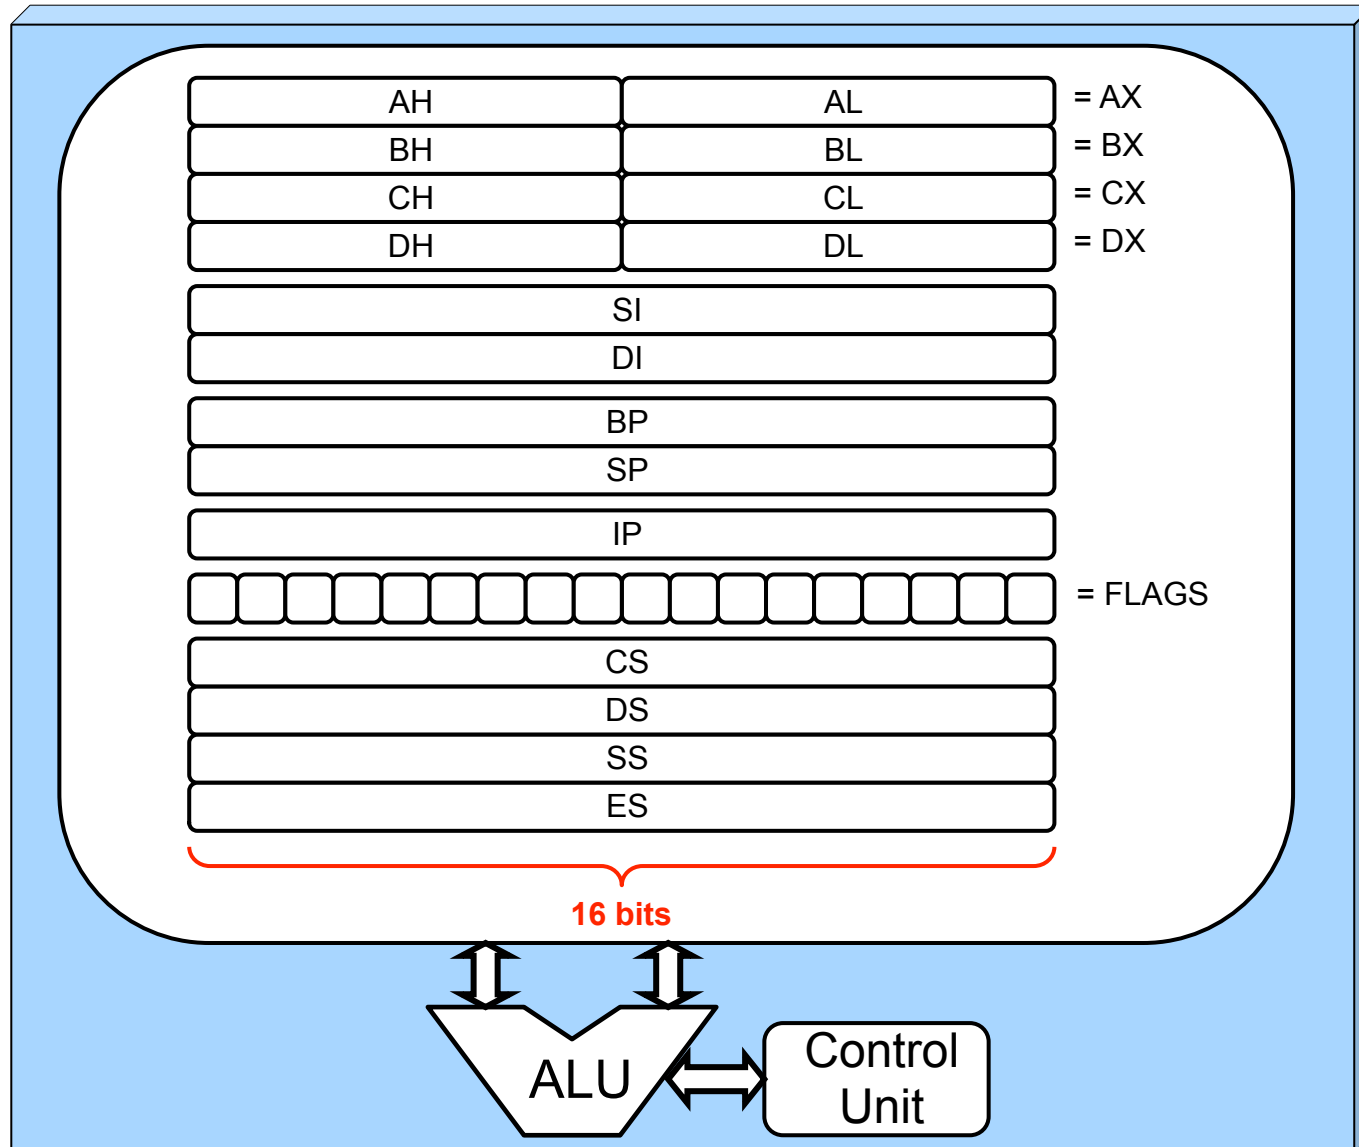 AH AL = AX
BH BL = BX
CH CL = CX
DH DL = DX
SI
DI
BP
SP
IP
= FLAGS
CS
DS
SS
ES
16 bits
ALU
Control
Unit